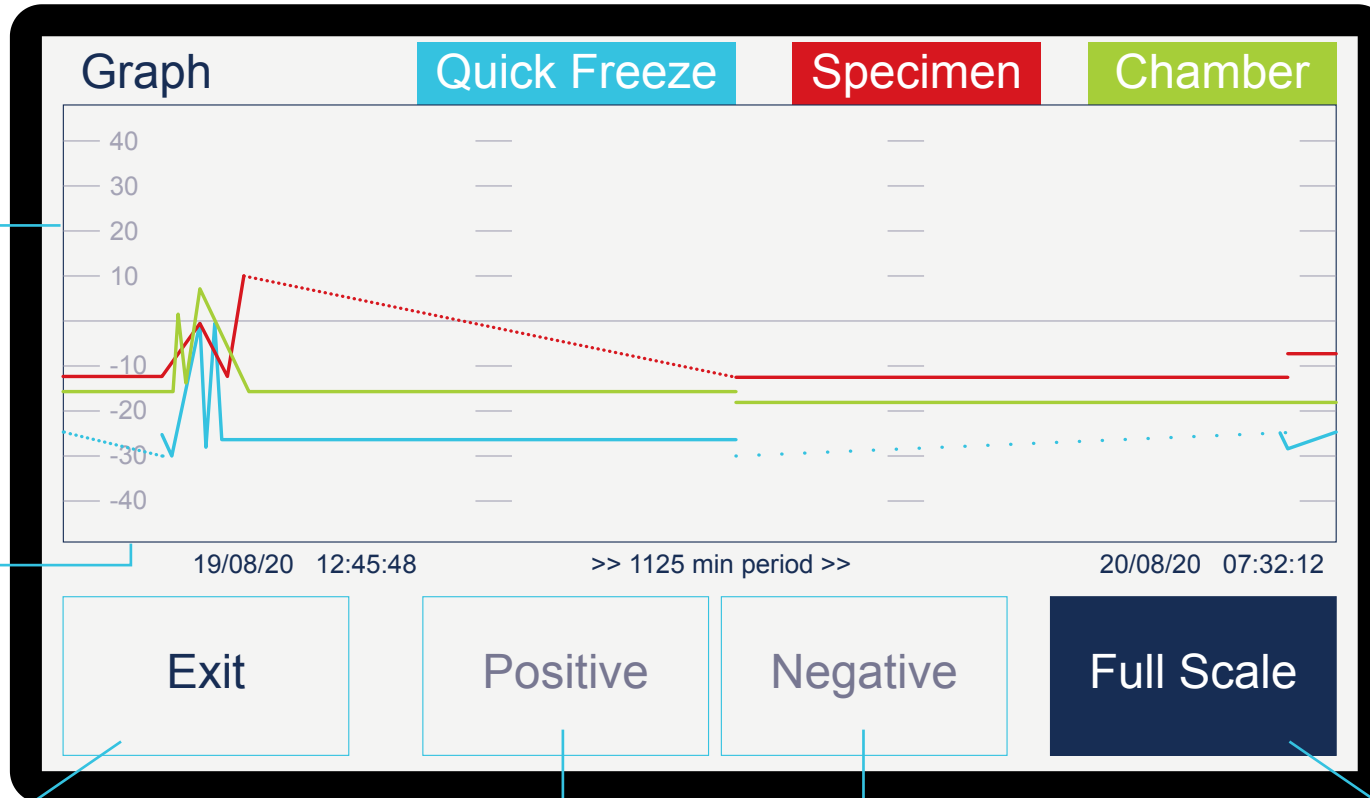 Graph Quick Freeze Specimen Chamber
40
30
20
10
-10
-20
-30
-40
19/08/20 12:45:48 >> 1125 min period >> 20/08/20 07:32:12
Exit Positive Negative Full Scale